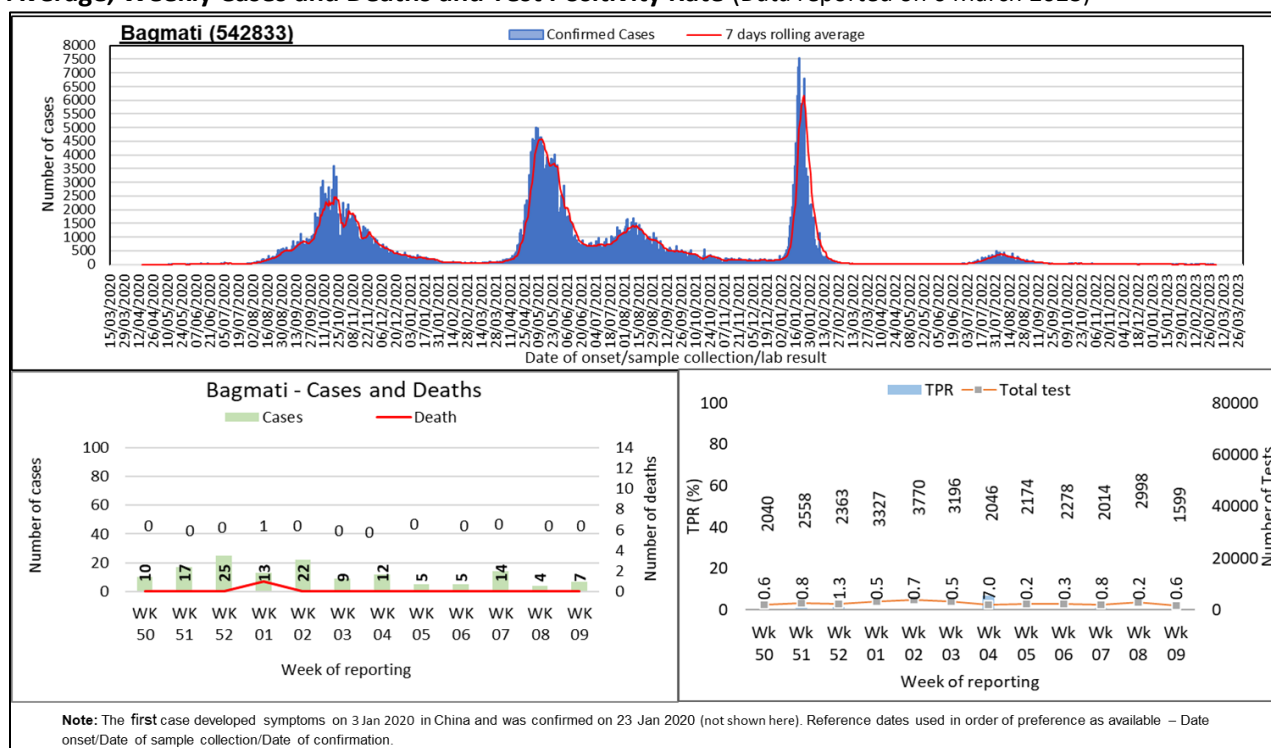 Bagmati (542833)
Confirmed Cases 7 days rolling average
Number of cases
8000
7500
7000
6500
6000
5500
5000
4500
4000
3500
3000
2500
2000
1500
1000
500
0
15/03/2020 29/03/2020 12/04/2020 26/04/2020 10/05/2020 24/05/2020 07/06/2020 21/06/2020 05/07/2020 19/07/2020 02/08/2020 16/08/2020 30/08/2020 13/09/2020 27/09/2020 11/10/2020 25/10/2020 08/11/2020 22/11/2020 06/12/2020 20/12/2020 03/01/2021 17/01/2021 31/01/2021 14/02/2021 28/02/2021 14/03/2021 28/03/2021 11/04/2021 25/04/2021 09/05/2021 23/05/2021 06/06/2021 20/06/2021 04/07/2021 18/07/2021 01/08/2021 15/08/2021 29/08/2021 12/09/2021 26/09/2021 10/10/2021 24/10/2021 07/11/2021 21/11/2021 05/12/2021 19/12/2021 02/01/2022 16/01/2022 30/01/2022 13/02/2022 27/02/2022 13/03/2022 27/03/2022 10/04/2022 24/04/2022 08/05/2022 22/05/2022 05/06/2022 19/06/2022 03/07/2022 17/07/2022 31/07/2022 14/08/2022 28/08/2022 11/09/2022 25/09/2022 09/10/2022 23/10/2022 06/11/2022 20/11/2022 04/12/2022 18/12/2022 01/01/2023 15/01/2023 29/01/2023 12/02/2023 26/02/2023 12/03/2023 26/03/2023
Date of onset/sample collection/lab result
Bagmati - Cases and Deaths
Cases Death
Number of cases
100
80
60
40
20
0
0 0 0 1 0 0 0 0 0 0 0 0
10 17 25 13 22 9 12 5 5 14 4 7
14
12
10
8
6
4
2
0
Number of deaths
WK WK WK WK WK WK WK WK WK WK WK WK
50 51 52 01 02 03 04 05 06 07 08 09
Week of reporting
TPR Total test
TPR (%)
100
80
60
40
20
0
2040 2558 2363 3327 3770 3196 2046 2174 2278 2014 2998 1599
0.6 0.8 1.3 0.5 0.7 0.5 7.0 0.2 0.3 0.8 0.2 0.6
80000
60000
40000
20000
0
Number of Tests
Wk Wk Wk Wk Wk Wk Wk Wk Wk Wk Wk Wk
50 51 52 01 02 03 04 05 06 07 08 09
Week of reporting
Note: The first case developed symptoms on 3 Jan 2020 in China and was confirmed on 23 Jan 2020 (not shown here). Reference dates used in order of preference as available – Date
onset/Date of sample collection/Date of confirmation.